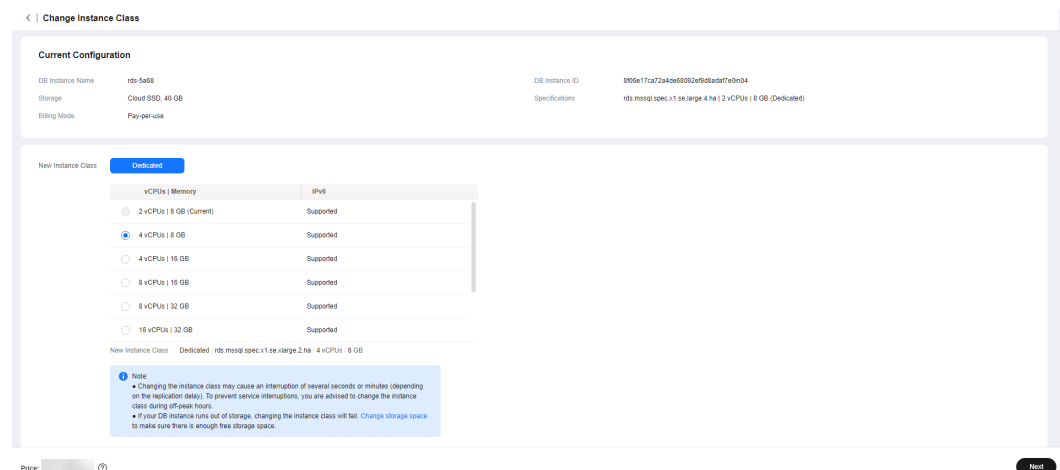 Change Instance Class
Current Configuration
DB Instance Name rds-5a68 DB Instance ID 8f06e17ca72a4de68092ef9d8adaf7e0in04
Storage Cloud SSD, 40 GB Specifications rds.mssql.spec.x1.se.large.4.ha | 2 vCPUs | 8 GB (Dedicated)
Billing Mode Pay-per-use
New Instance Class Dedicated
vCPUs | Memory IPv6
2 vCPUs | 8 GB (Current) Supported
4 vCPUs | 8 GB Supported
4 vCPUs | 16 GB Supported
8 vCPUs | 16 GB Supported
8 vCPUs | 32 GB Supported
16 vCPUs | 32 GB Supported
New Instance Class Dedicated | rds.mssql.spec.x1.se.xlarge.2.ha | 4 vCPUs | 8 GB
Note:
● Changing the instance class may cause an interruption of several seconds or minutes (depending
on the replication delay). To prevent service interruptions, you are advised to change the instance
class during off-peak hours.
● If your DB instance runs out of storage, changing the instance class will fail. Change storage space
to make sure there is enough free storage space.
Price:
Next